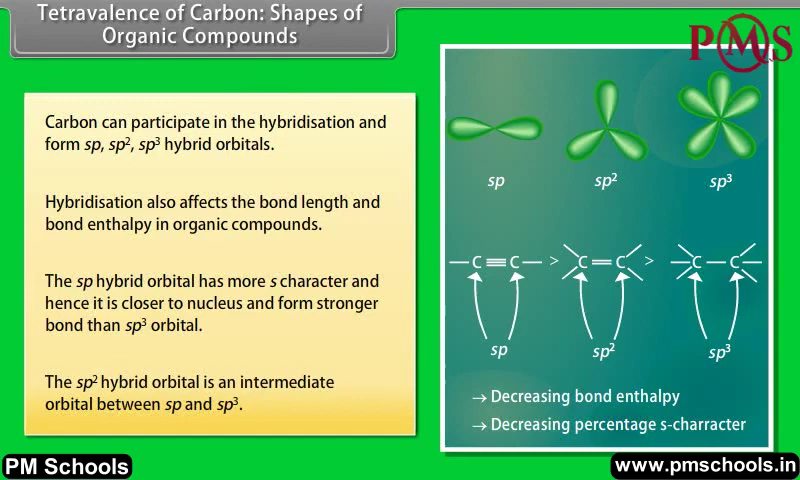 Tetravalence of Carbon: Shapes of
Organic Compounds
PMS
Carbon can participate in the hybridisation and
form sp, sp², sp³ hybrid orbitals.
Hybridisation also affects the bond length and
bond enthalpy in organic compounds.
The sp hybrid orbital has more s character and
hence it is closer to nucleus and form stronger
bond than sp³ orbital.
The sp² hybrid orbital is an intermediate
orbital between sp and sp³.
sp sp² sp³
—C≡C— > C=C > C—C
sp sp² sp³
→ Decreasing bond enthalpy
→ Decreasing percentage s-charracter
PM Schools
www.pmschools.in